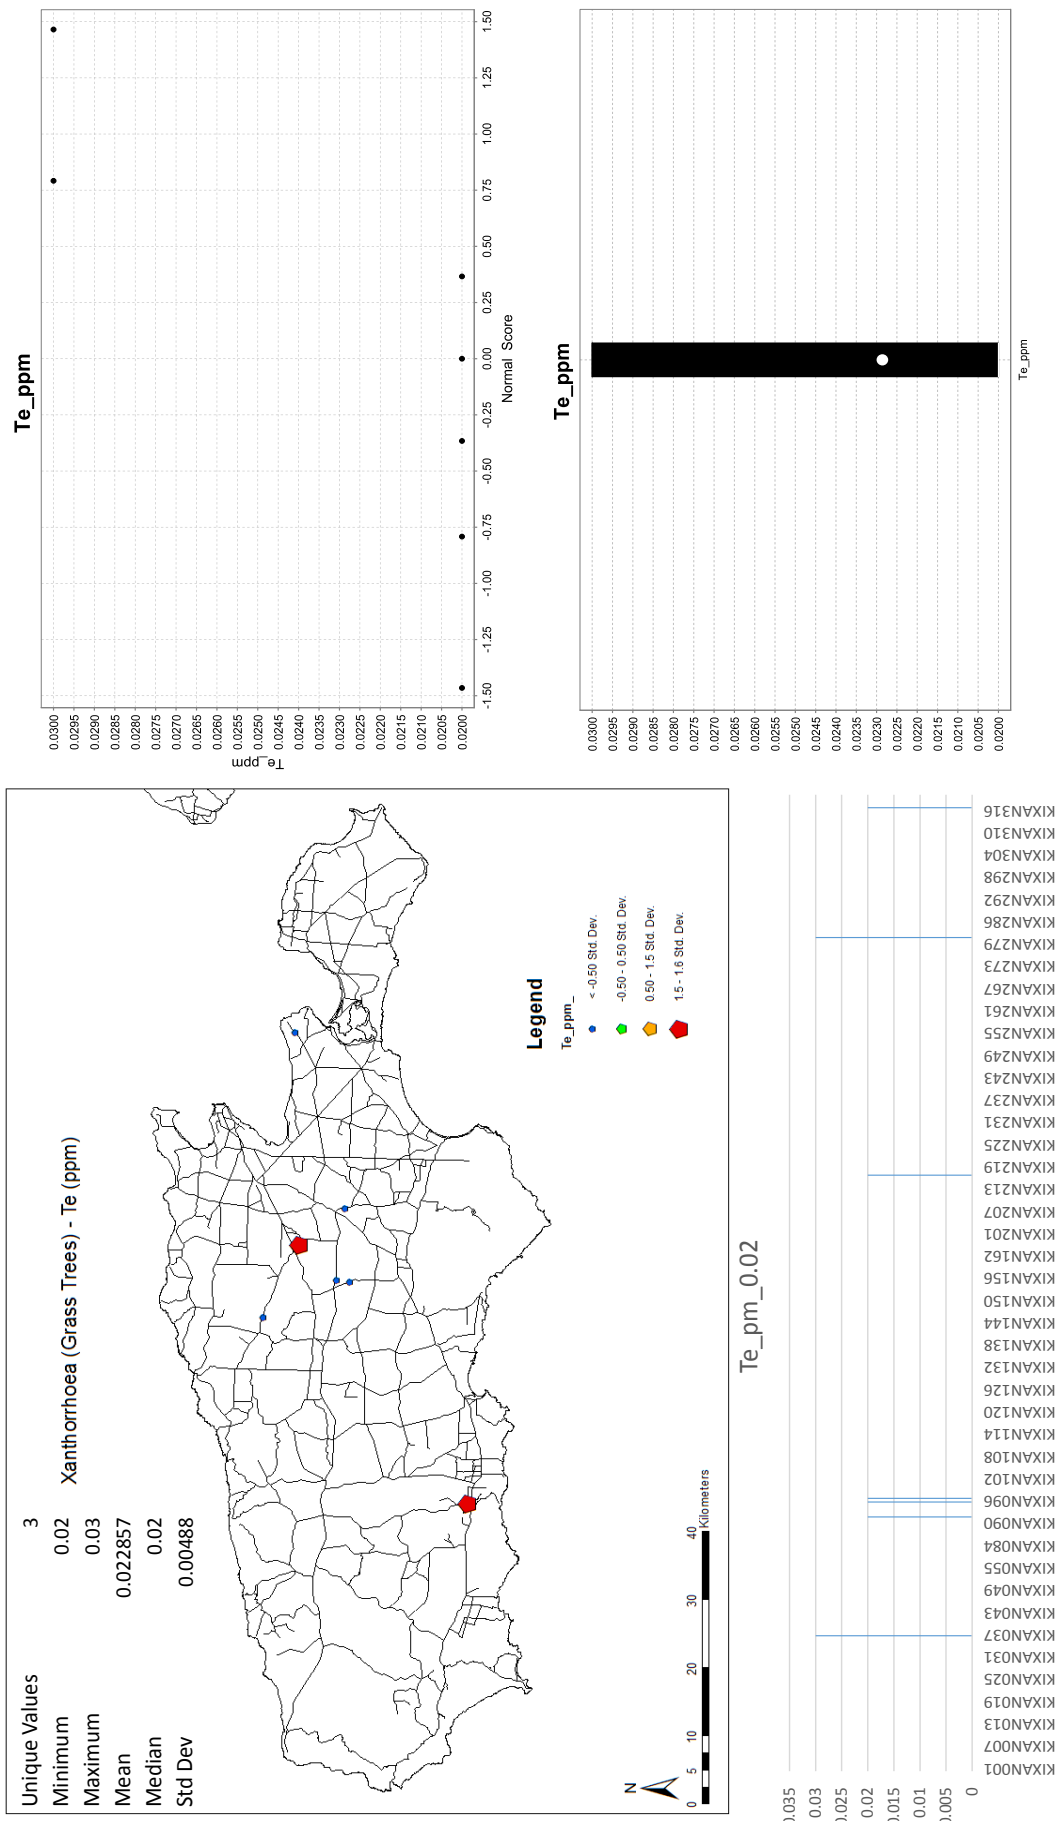 Unique Values 3
Minimum 0.02
Maximum 0.03
Mean 0.022857
Median 0.02
Std Dev 0.00488
Xanthorrhoea (Grass Trees) - Te (ppm)
N
0 5 10 20 30 40
Kilometers
Legend
Te_ppm_
< -0.50 Std. Dev.
-0.50 - 0.50 Std. Dev.
0.50 - 1.5 Std. Dev.
1.5 - 1.6 Std. Dev.
Te_ppm
0.0300
0.0295
0.0290
0.0285
0.0280
0.0275
0.0270
0.0265
0.0260
0.0255
0.0250
0.0245
0.0240
0.0235
0.0230
0.0225
0.0220
0.0215
0.0210
0.0205
0.0200
Te_ppm
-1.50 -1.25 -1.00 -0.75 -0.50 -0.25 0.00 0.25 0.50 0.75 1.00 1.25 1.50
Normal Score
Te_pm_0.02
0.035
0.03
0.025
0.02
0.015
0.01
0.005
0
KIXAN001
KIXAN007
KIXAN013
KIXAN019
KIXAN025
KIXAN031
KIXAN037
KIXAN043
KIXAN049
KIXAN055
KIXAN084
KIXAN090
KIXAN096
KIXAN102
KIXAN108
KIXAN114
KIXAN120
KIXAN126
KIXAN132
KIXAN138
KIXAN144
KIXAN150
KIXAN156
KIXAN162
KIXAN201
KIXAN207
KIXAN213
KIXAN219
KIXAN225
KIXAN231
KIXAN237
KIXAN243
KIXAN249
KIXAN255
KIXAN261
KIXAN267
KIXAN273
KIXAN279
KIXAN286
KIXAN292
KIXAN298
KIXAN304
KIXAN310
KIXAN316
Te_ppm
0.0300
0.0295
0.0290
0.0285
0.0280
0.0275
0.0270
0.0265
0.0260
0.0255
0.0250
0.0245
0.0240
0.0235
0.0230
0.0225
0.0220
0.0215
0.0210
0.0205
0.0200
Te_ppm